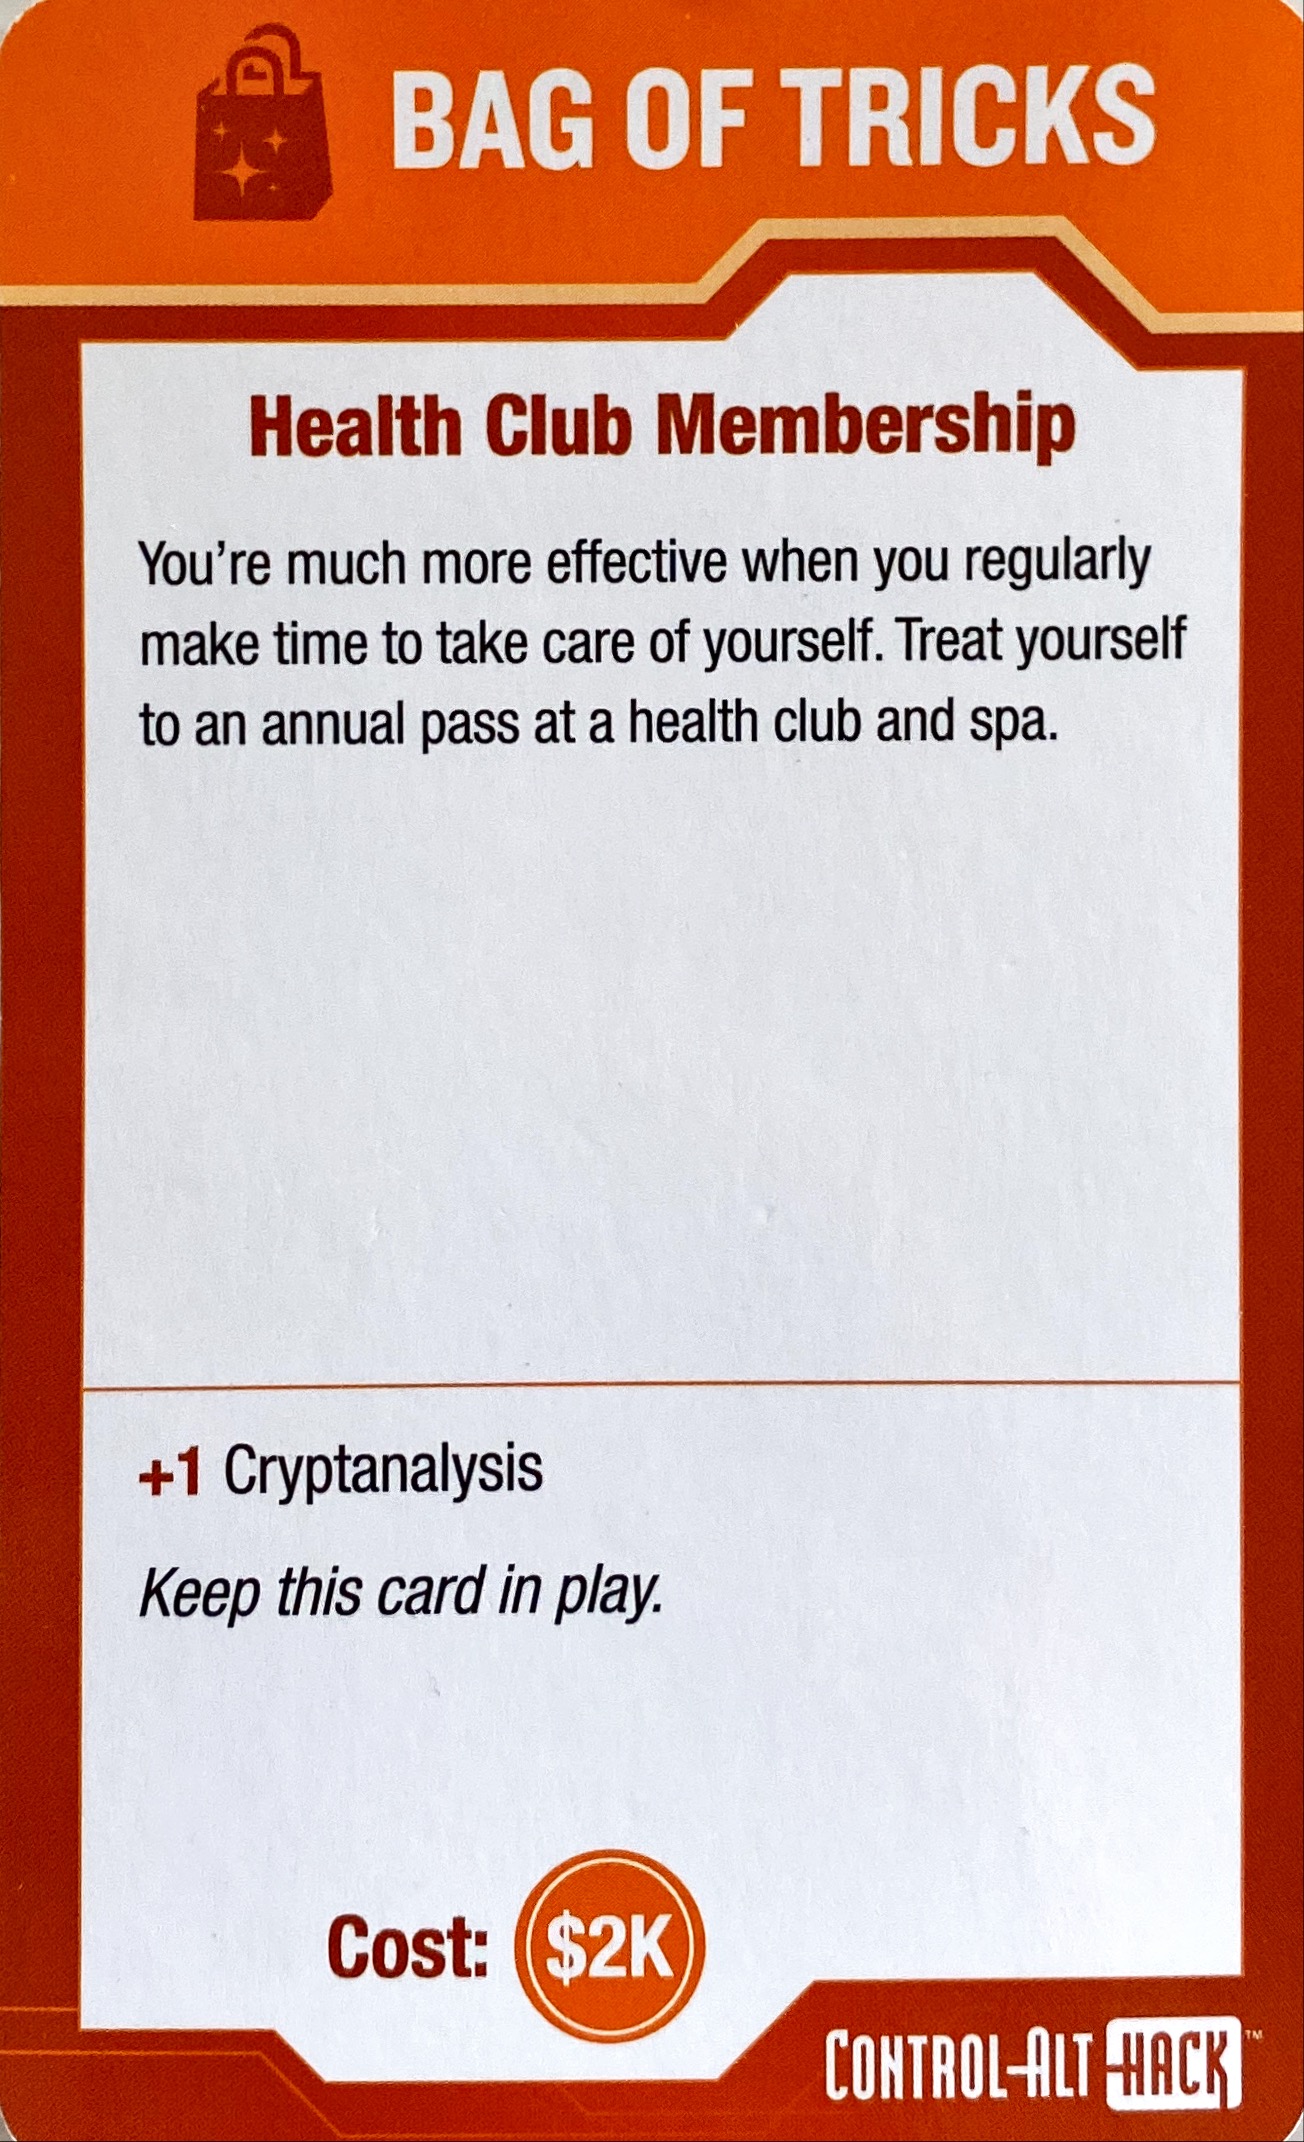 BAG OF TRICKS
Health Club Membership
You're much more effective when you regularly
make time to take care of yourself. Treat yourself
to an annual pass at a health club and spa.
+1 Cryptanalysis
Keep this card in play.
Cost: $2K
CONTROL-ALT-HACK™